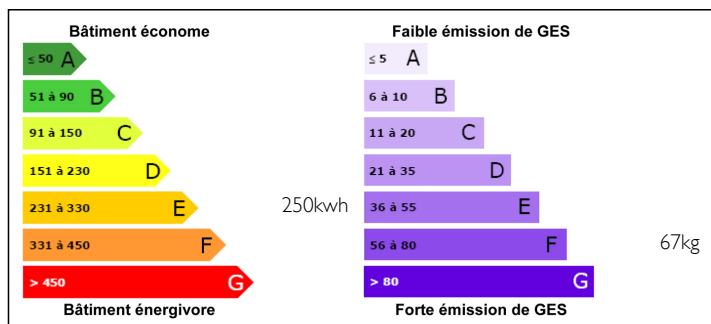 Bâtiment économe
≤ 50 A
51 à 90 B
91 à 150 C
151 à 230 D
231 à 330 E
250kwh
331 à 450 F
> 450 G
Bâtiment énergivore
Faible émission de GES
≤ 5 A
6 à 10 B
11 à 20 C
21 à 35 D
36 à 55 E
56 à 80 F
67kg
> 80 G
Forte émission de GES